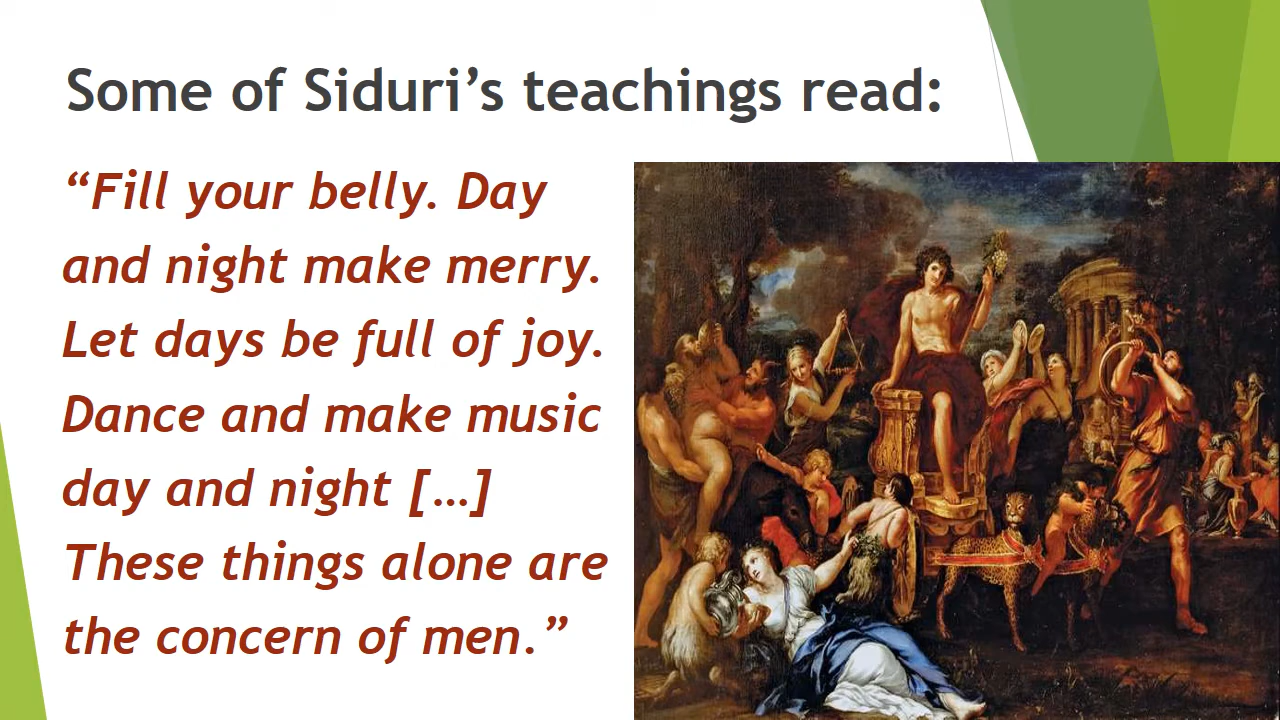 Some of Siduri’s teachings read:
“Fill your belly. Day
and night make merry.
Let days be full of joy.
Dance and make music
day and night […]
These things alone are
the concern of men.”